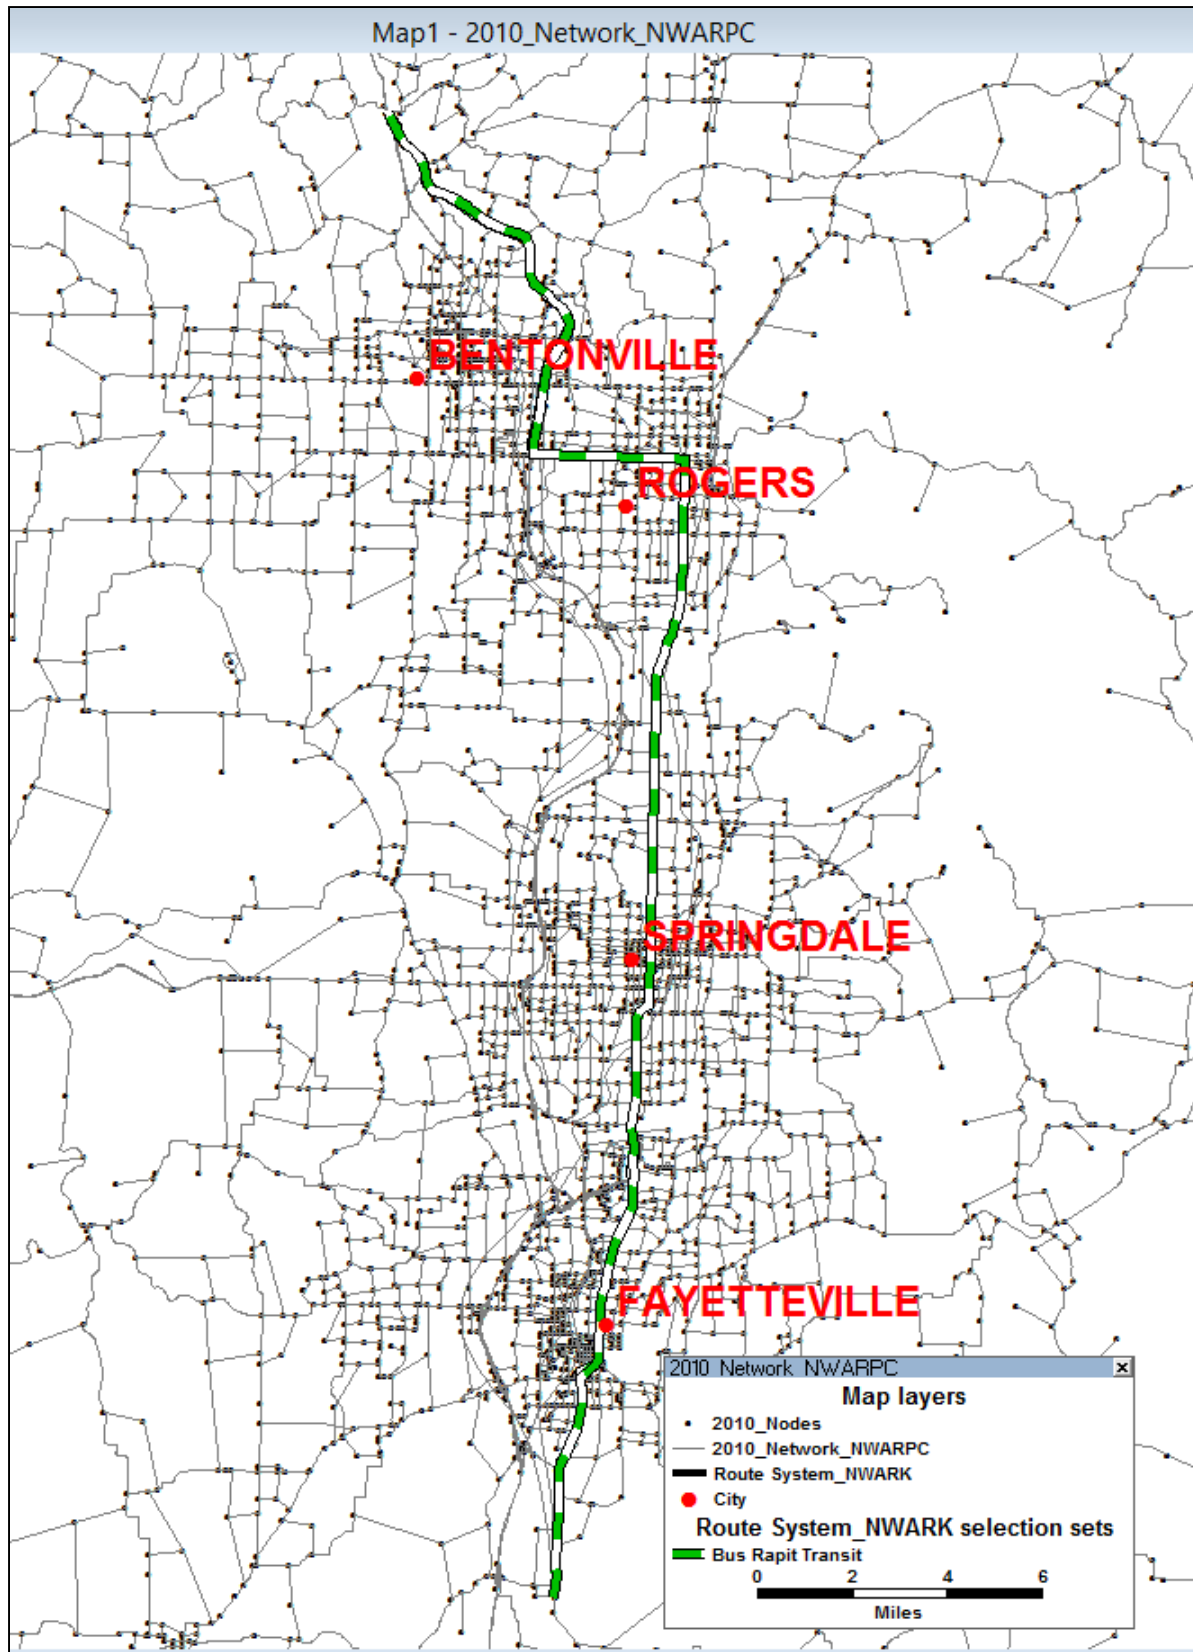 Map1 - 2010_Network_NWARPC
BENTONVILLE
ROGERS
SPRINGDALE
FAYETTEVILLE
2010_Network_NWARPC
Map layers
2010_Nodes
2010_Network_NWARPC
Route System_NWARK
City
Route System_NWARK selection sets
Bus Rapit Transit
0 2 4 6
Miles